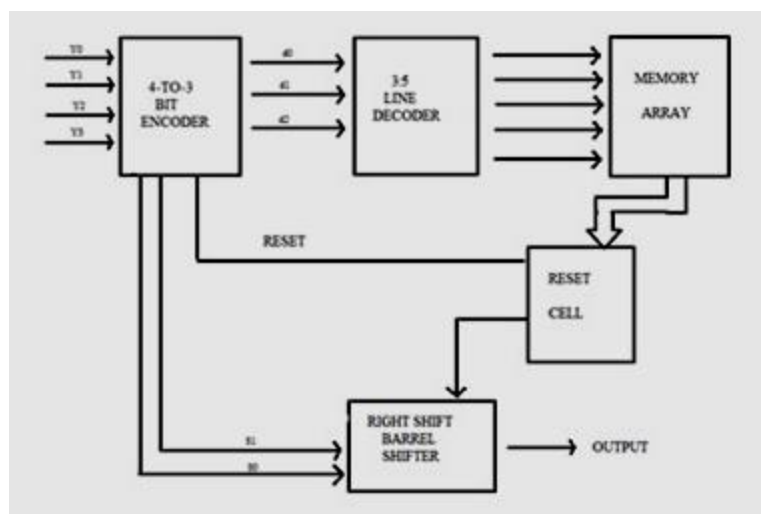 Y0
Y1
Y2
Y3
4-TO-3
BIT
ENCODER
d0
d1
d2
3:5
LINE
DECODER
MEMORY
ARRAY
RESET
RESET
CELL
RIGHT SHIFT
BARREL
SHIFTER
S1
S0
OUTPUT